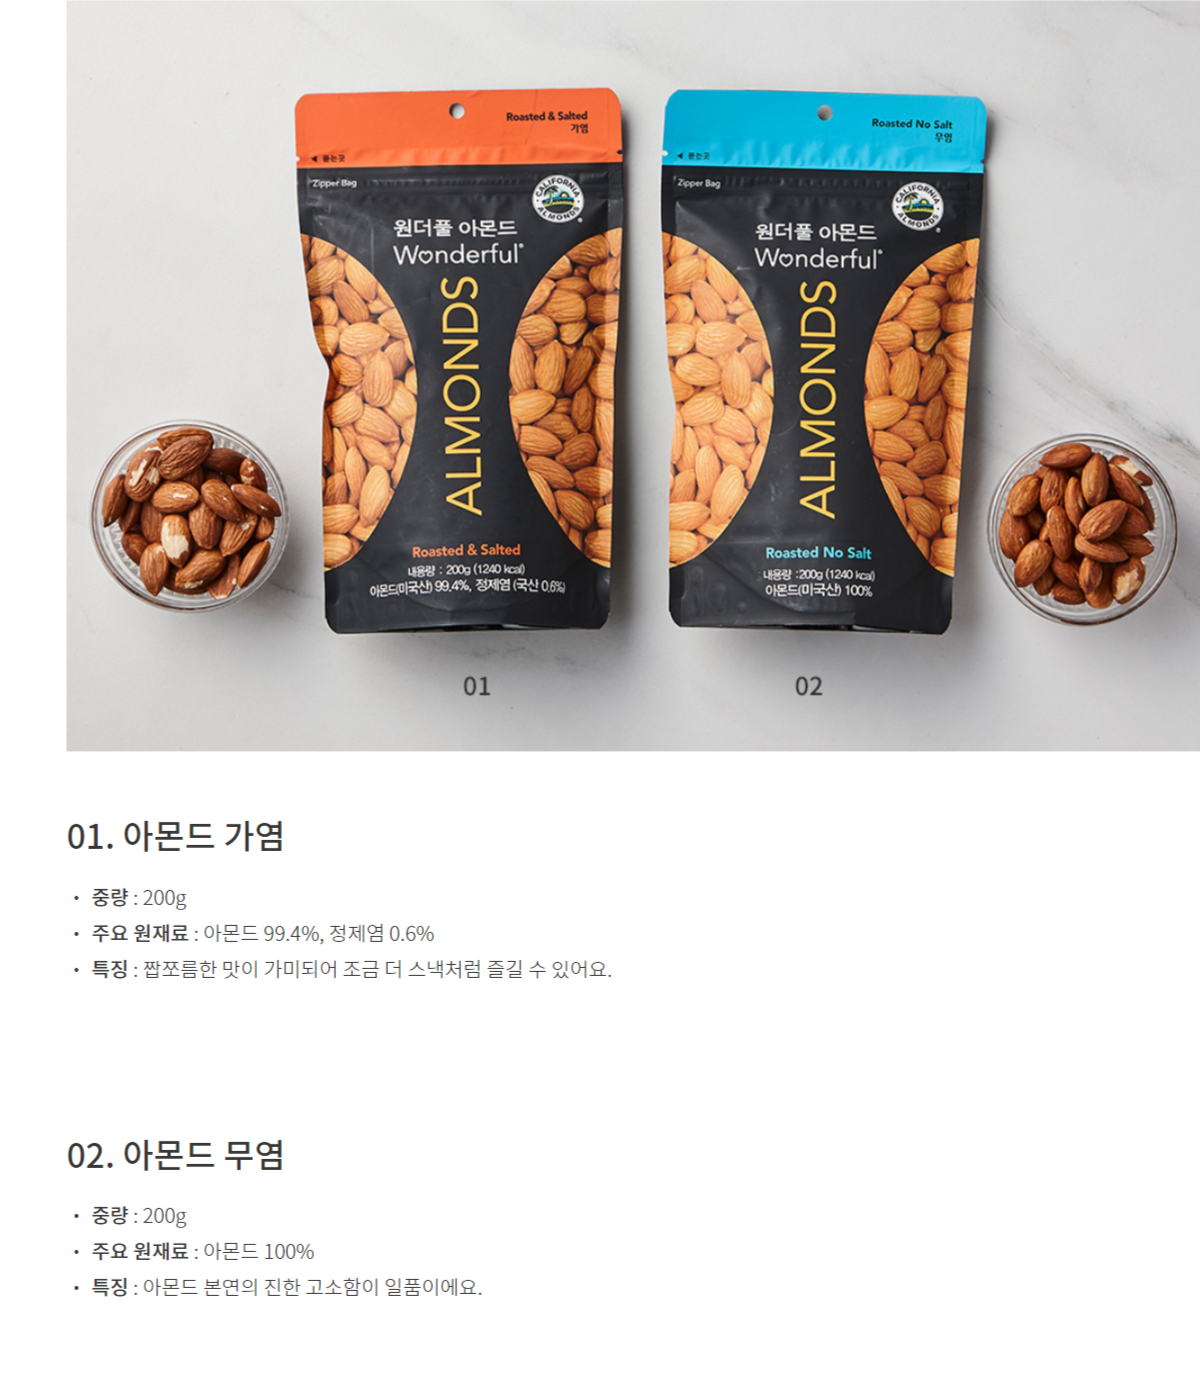 Roasted & Salted
가염
◀ 뜯는곳
Zipper Bag
CALIFORNIA
ALMONDS
원더풀 아몬드
Wonderful®
ALMONDS
Roasted & Salted
내용량 : 200g (1240 kcal)
아몬드(미국산) 99.4%, 정제염 (국산 0.6%)
01
Roasted No Salt
무염
◀ 뜯는곳
Zipper Bag
CALIFORNIA
ALMONDS
원더풀 아몬드
Wonderful®
ALMONDS
Roasted No Salt
내용량 :200g (1240 kcal)
아몬드(미국산) 100%
02
01. 아몬드 가염
• 중량 : 200g
• 주요 원재료 : 아몬드 99.4%, 정제염 0.6%
• 특징 : 짭쪼름한 맛이 가미되어 조금 더 스낵처럼 즐길 수 있어요.
02. 아몬드 무염
• 중량 : 200g
• 주요 원재료 : 아몬드 100%
• 특징 : 아몬드 본연의 진한 고소함이 일품이에요.